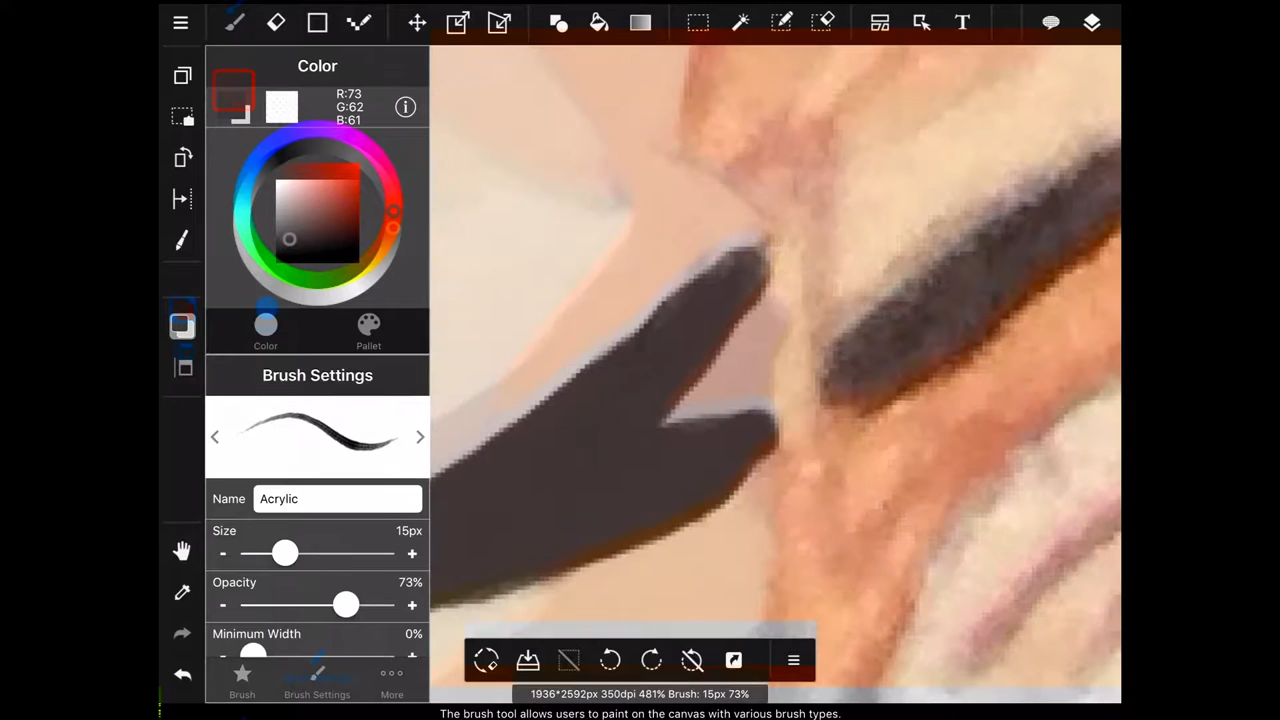 Color
R:73
G:62
B:61
Color
Pallet
Brush Settings
Name
Acrylic
Size
15px
Opacity
73%
Minimum Width
0%
Brush
Brush Settings
More
1936*2592px 350dpi 481% Brush: 15px 73%
The brush tool allows users to paint on the canvas with various brush types.